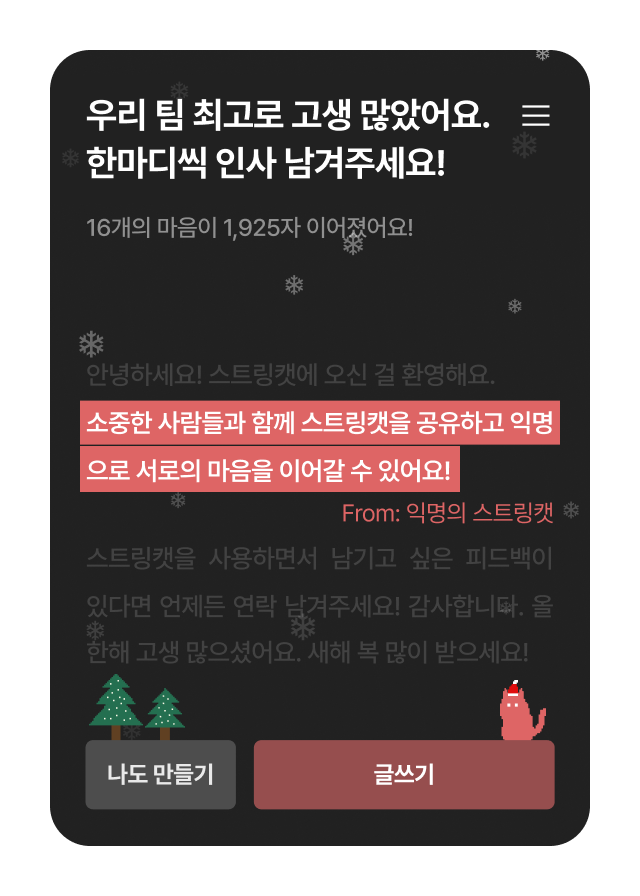 우리 팀 최고로 고생 많았어요.
한마디씩 인사 남겨주세요!
16개의 마음이 1,925자 이어졌어요!
안녕하세요! 스트링캣에 오신 걸 환영해요.
소중한 사람들과 함께 스트링캣을 공유하고 익명
으로 서로의 마음을 이어갈 수 있어요!
From: 익명의 스트링캣
스트링캣을 사용하면서 남기고 싶은 피드백이
있다면 언제든 연락 남겨주세요! 감사합니다. 올
한해 고생 많으셨어요. 새해 복 많이 받으세요!
나도 만들기
글쓰기